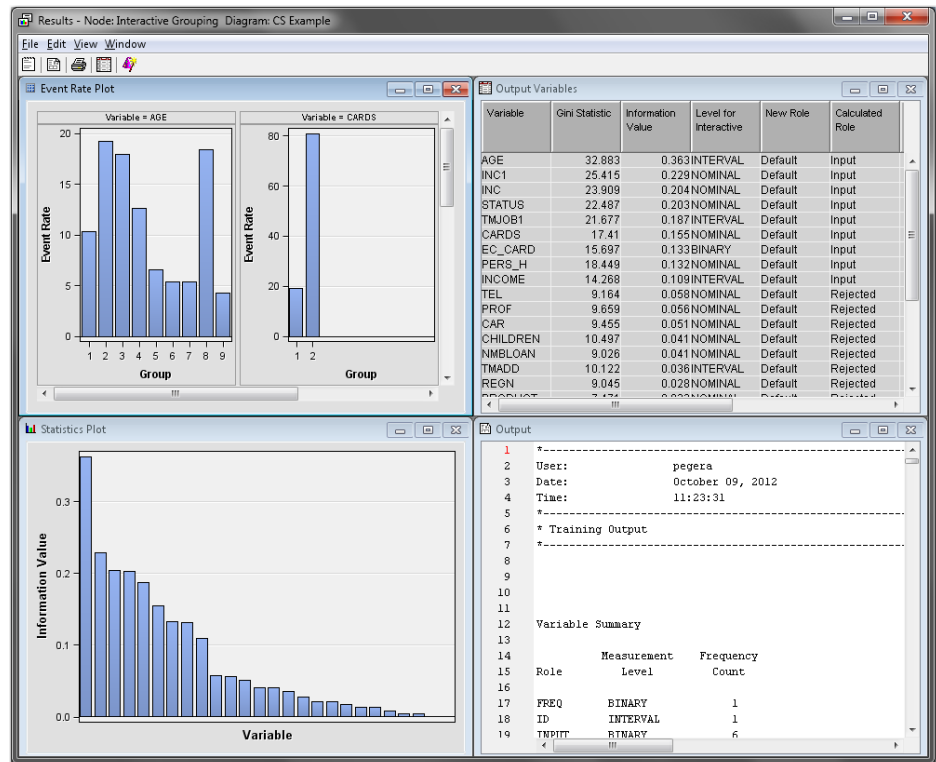 Results - Node: Interactive Grouping Diagram: CS Example
File Edit View Window
Event Rate Plot
Variable = AGE
Variable = CARDS
Event Rate
20
15
10
5
0
1 2 3 4 5 6 7 8 9
Group
Event Rate
80
60
40
20
0
1 2
Group
Output Variables
Variable Gini Statistic Information Value Level for Interactive New Role Calculated Role
AGE 32.883 0.363 INTERVAL Default Input
INC1 25.415 0.229 NOMINAL Default Input
INC 23.909 0.204 NOMINAL Default Input
STATUS 22.487 0.203 NOMINAL Default Input
TMJOB1 21.677 0.187 INTERVAL Default Input
CARDS 17.41 0.155 NOMINAL Default Input
EC_CARD 15.697 0.133 BINARY Default Input
PERS_H 18.449 0.132 NOMINAL Default Input
INCOME 14.268 0.109 INTERVAL Default Input
TEL 9.164 0.058 NOMINAL Default Rejected
PROF 9.659 0.056 NOMINAL Default Rejected
CAR 9.455 0.051 NOMINAL Default Rejected
CHILDREN 10.497 0.041 NOMINAL Default Rejected
NMBLOAN 9.026 0.041 NOMINAL Default Rejected
TMADD 10.122 0.036 INTERVAL Default Rejected
REGN 9.045 0.028 NOMINAL Default Rejected
Statistics Plot
Information Value
0.3
0.2
0.1
0.0
Variable
Output
1 *------------------------------------------------------------
2 User: pegera
3 Date: October 09, 2012
4 Time: 11:23:31
5 *------------------------------------------------------------
6 * Training Output
7 *------------------------------------------------------------
8
9
10
11
12 Variable Summary
13
14 Measurement Frequency
15 Role Level Count
16
17 FREQ BINARY 1
18 ID INTERVAL 1
19 INPUT BINARY 6